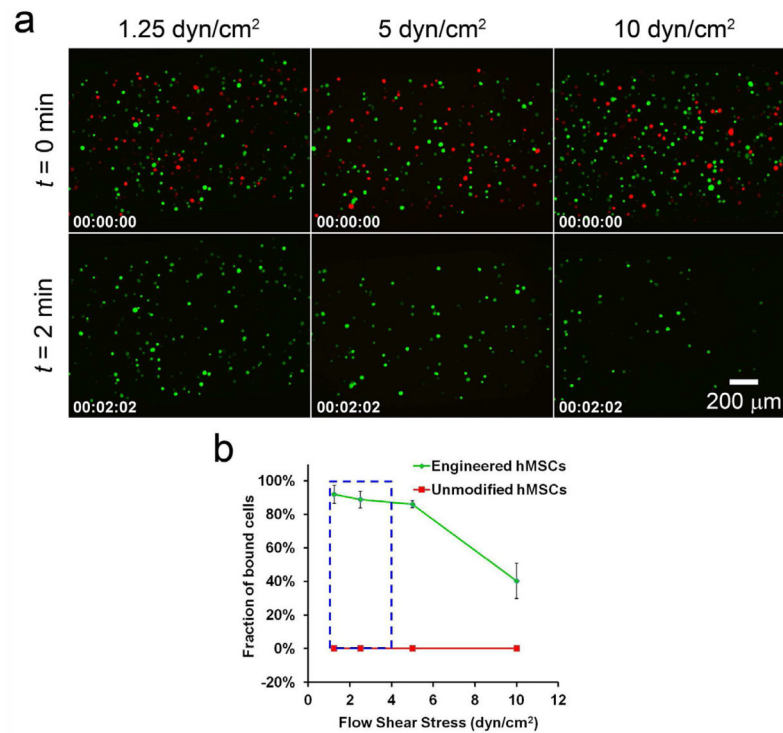 a
1.25 dyn/cm² 5 dyn/cm² 10 dyn/cm²
t = 0 min
00:00:00 00:00:00 00:00:00
t = 2 min
00:02:02 00:02:02 00:02:02
200 μm
b
Engineered hMSCs
Unmodified hMSCs
Fraction of bound cells
100%
80%
60%
40%
20%
0%
-20%
0 2 4 6 8 10 12
Flow Shear Stress (dyn/cm²)